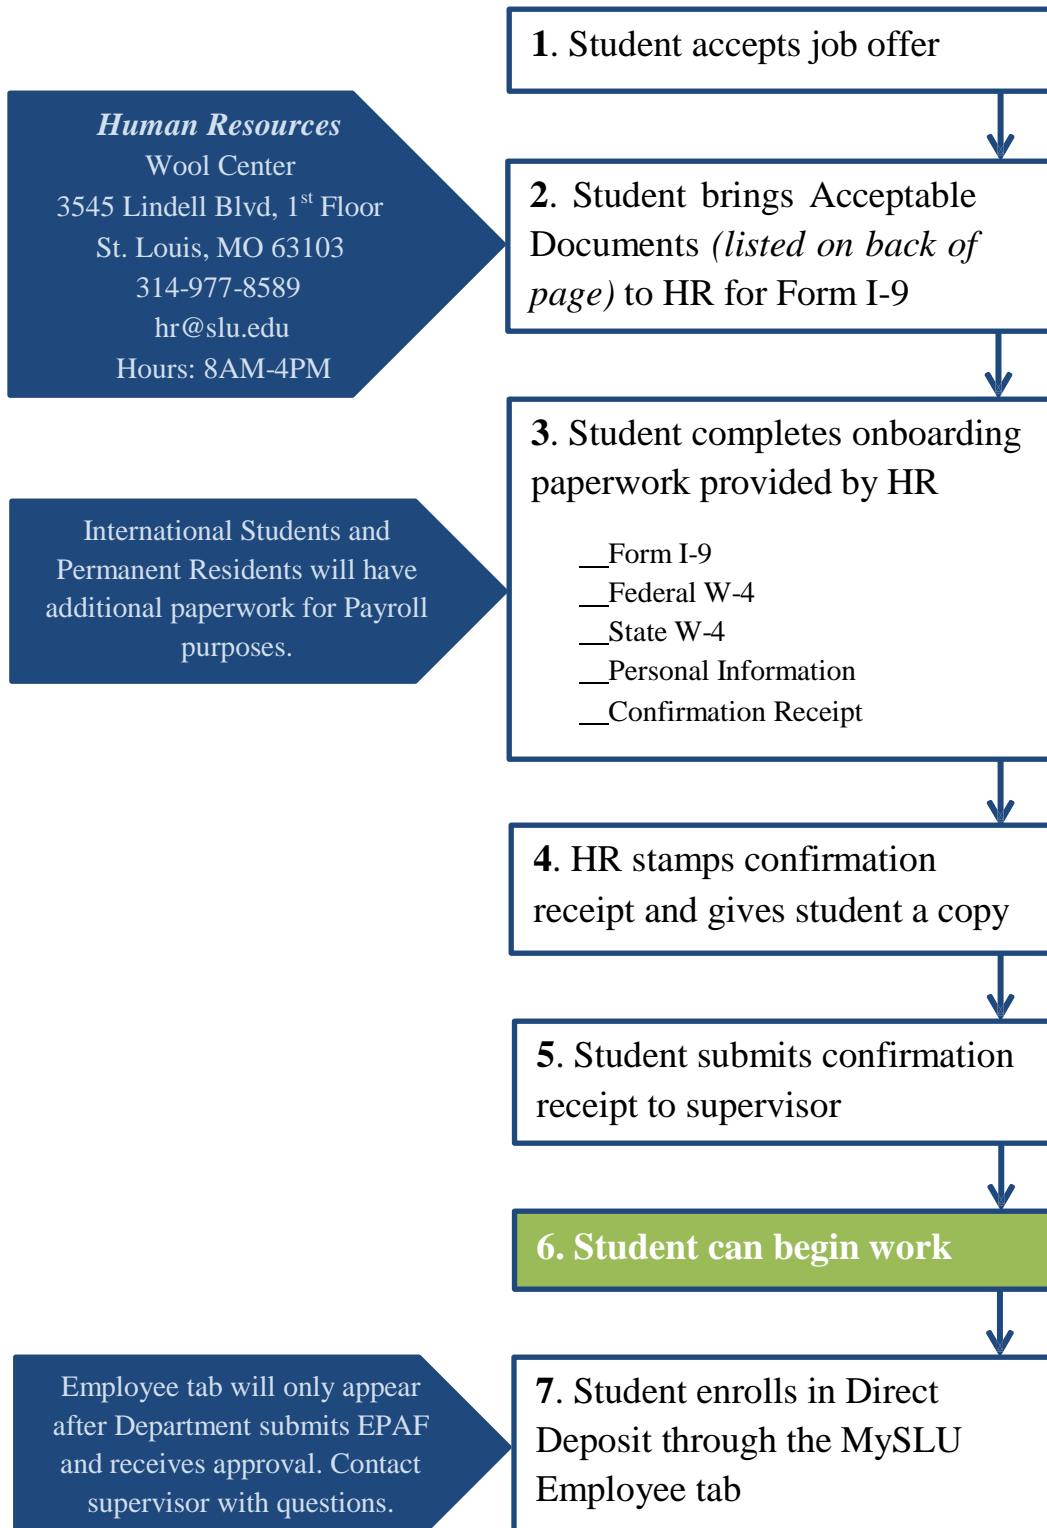 1. Student accepts job offer
Human Resources
Wool Center
3545 Lindell Blvd, 1st Floor
St. Louis, MO 63103
314-977-8589
hr@slu.edu
Hours: 8AM-4PM
2. Student brings Acceptable
Documents (listed on back of
page) to HR for Form I-9
3. Student completes onboarding
paperwork provided by HR
__Form I-9
__Federal W-4
__State W-4
__Personal Information
__Confirmation Receipt
International Students and
Permanent Residents will have
additional paperwork for Payroll
purposes.
4. HR stamps confirmation
receipt and gives student a copy
5. Student submits confirmation
receipt to supervisor
6. Student can begin work
Employee tab will only appear
after Department submits EPAF
and receives approval. Contact
supervisor with questions.
7. Student enrolls in Direct
Deposit through the MySLU
Employee tab